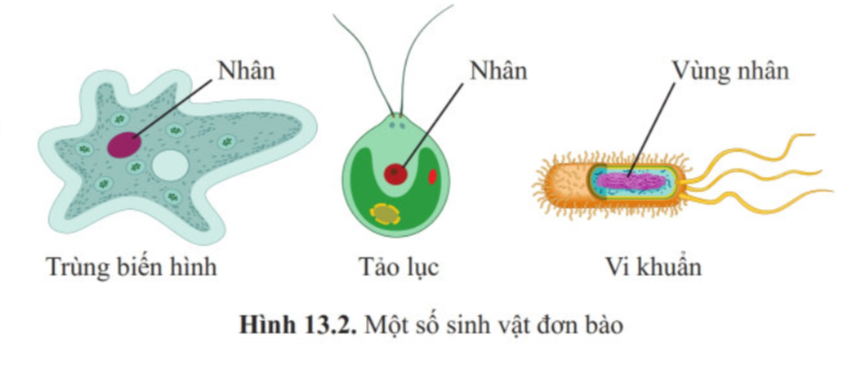 Nhân
Nhân
Vùng nhân
Trùng biến hình
Tảo lục
Vi khuẩn
Hình 13.2. Một số sinh vật đơn bào